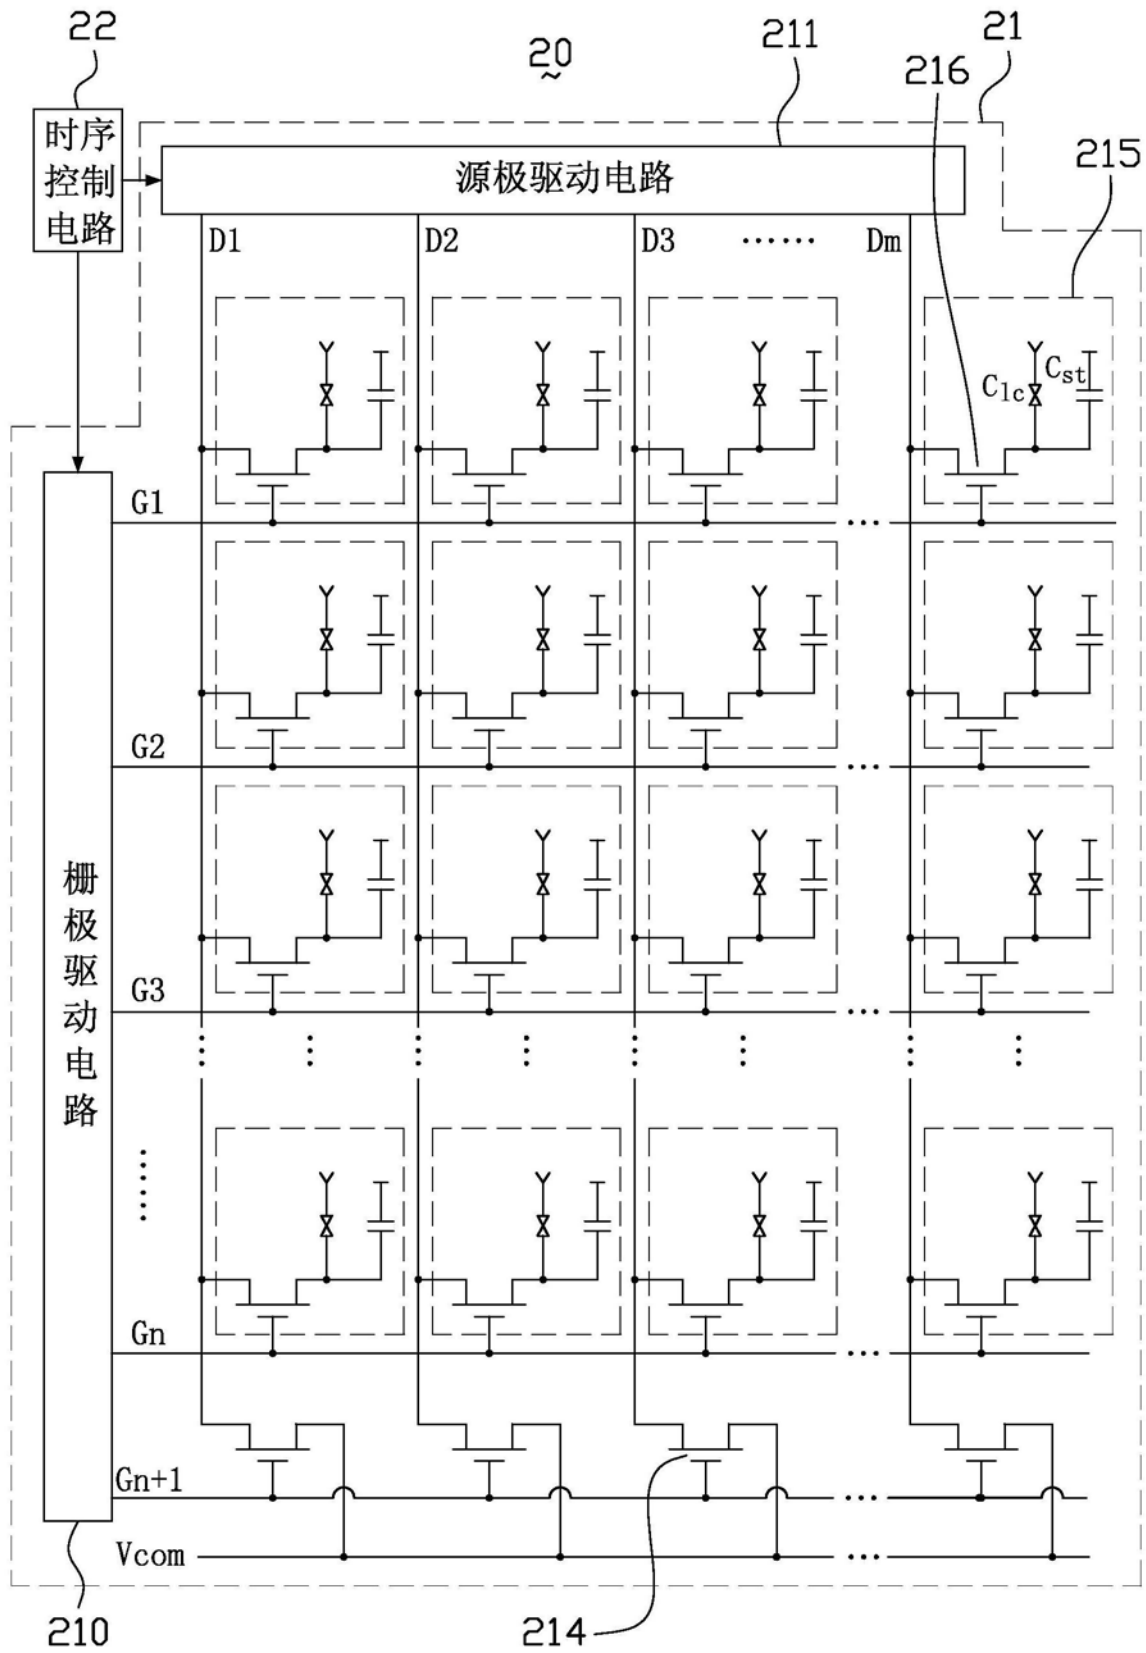 22
20
211
21
216
215
时序
控制
电路
源极驱动电路
D1
D2
D3
······
Dm
Clc
Cst
G1
···
G2
···
栅极驱动电路
G3
···
Gn
···
Gn+1
···
Vcom
···
210
214